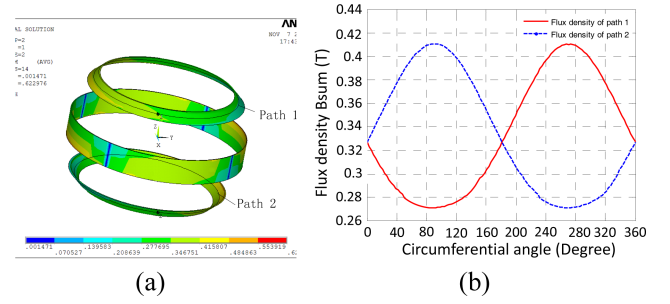 AN
AL SOLUTION
NOV 7 2
17:43
P=2
=1
S=2
(AVG)
S=14
=.001471
=.622976
Path 1
Z
Y
X
Path 2
.001471 .139583 .277695 .415807 .553919
.070527 .208639 .346751 .484863 .62
(a)
Flux density of path 1
Flux density of path 2
Flux density Bsum (T)
0.44
0.42
0.4
0.38
0.36
0.34
0.32
0.3
0.28
0.26
0 40 80 120 160 200 240 280 320 360
Circumferential angle (Degree)
(b)